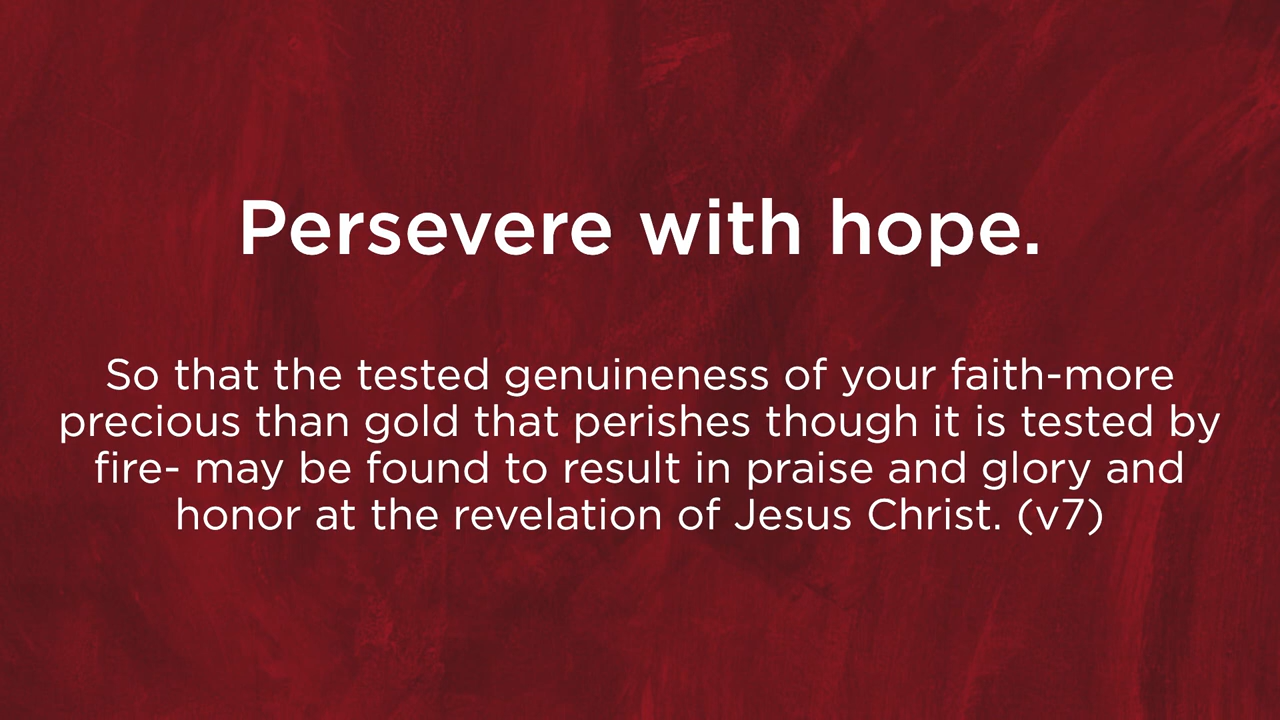 Persevere with hope.
So that the tested genuineness of your faith-more
precious than gold that perishes though it is tested by
fire- may be found to result in praise and glory and
honor at the revelation of Jesus Christ. (v7)